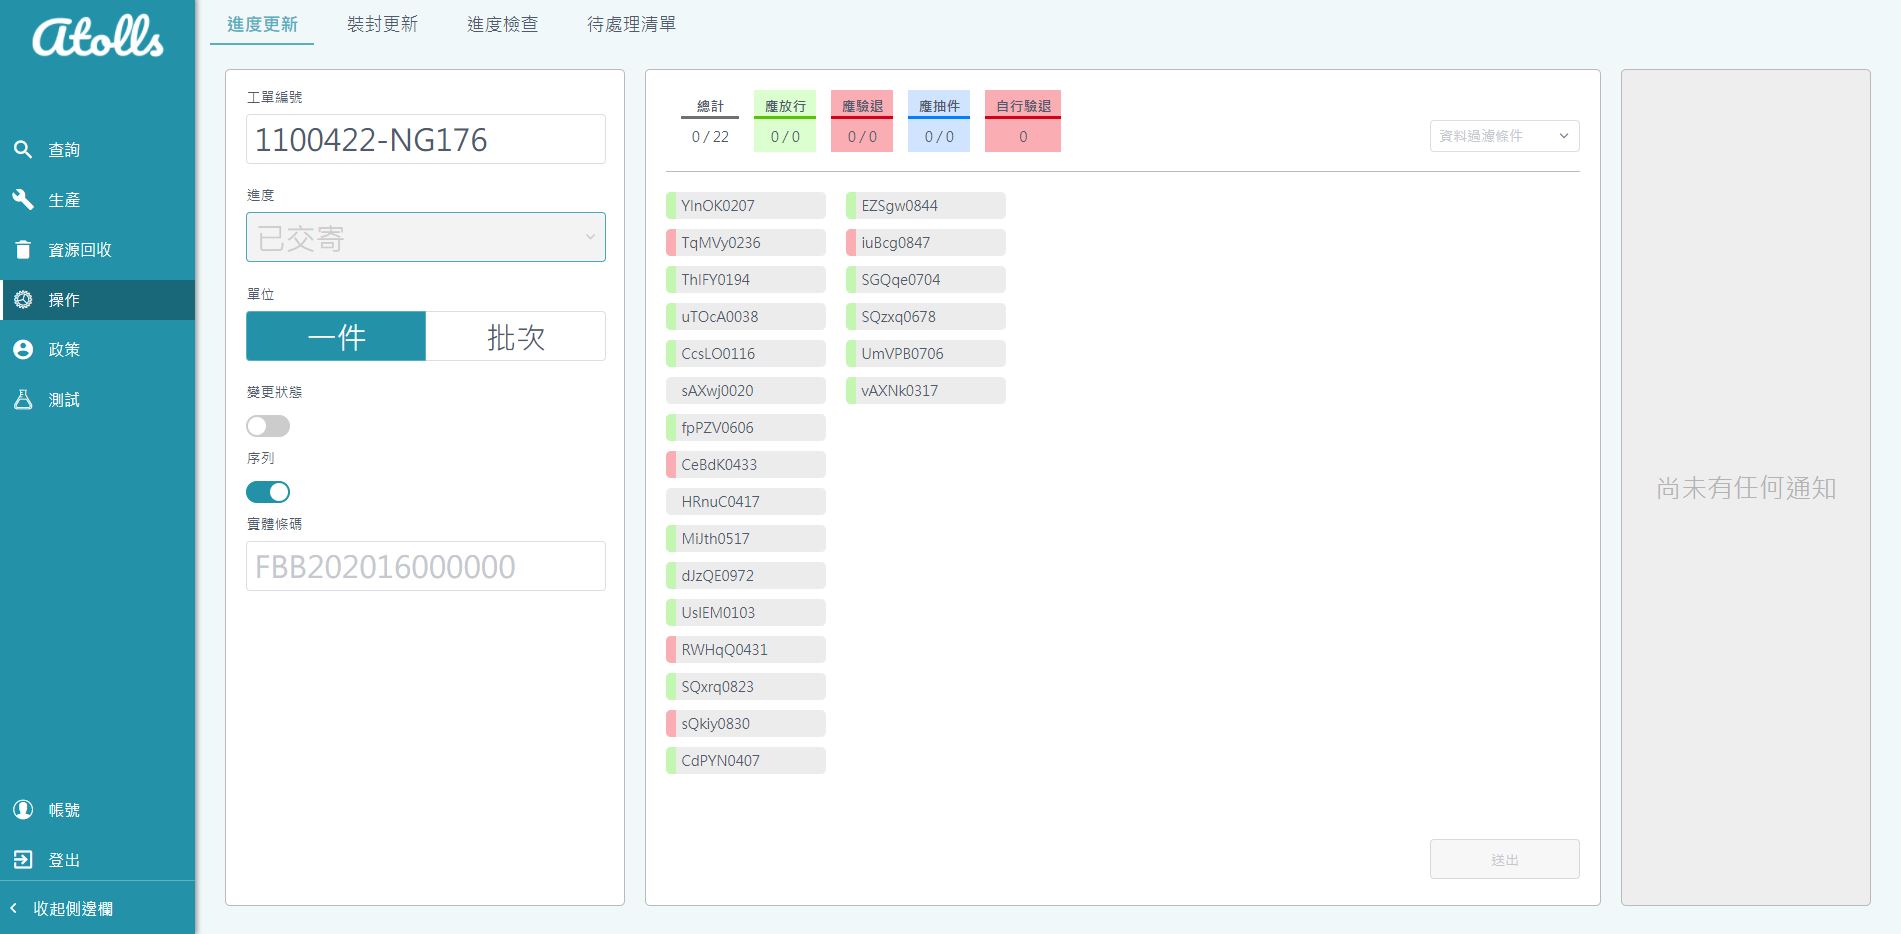 Atolls
查詢
生產
資源回收
操作
政策
測試
帳號
登出
收起側邊欄
進度更新
裝封更新
進度檢查
待處理清單
工單編號
1100422-NG176
進度
已交寄
單位
一件
批次
變更狀態
序列
實體條碼
FBB202016000000
總計
0 / 22
應放行
0 / 0
應驗退
0 / 0
應抽件
0 / 0
自行驗退
0
資料過濾條件
YlnOK0207
TqMVy0236
ThlFY0194
uTOcA0038
CcsLO0116
sAXwj0020
fpPZV0606
CeBdK0433
HRnuC0417
MiJth0517
dJzQE0972
UslEM0103
RWHqQ0431
SQxrq0823
sQkiy0830
CdPYN0407
EZSgw0844
iuBcg0847
SGQqe0704
SQzxq0678
UmVPB0706
vAXNk0317
送出
尚未有任何通知